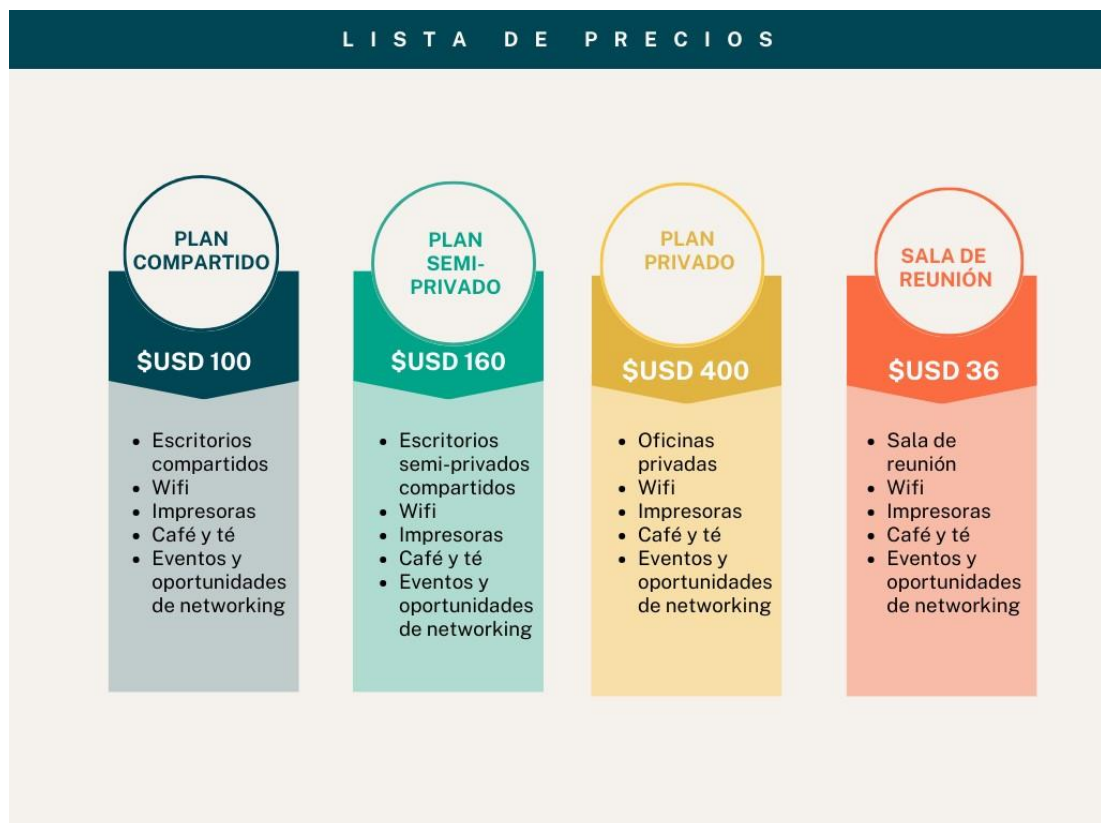 LISTA DE PRECIOS
PLAN
COMPARTIDO
$USD 100
• Escritorios
compartidos
• Wifi
• Impresoras
• Café y té
• Eventos y
oportunidades
de networking
PLAN
SEMI-
PRIVADO
$USD 160
• Escritorios
semi-privados
compartidos
• Wifi
• Impresoras
• Café y té
• Eventos y
oportunidades
de networking
PLAN
PRIVADO
$USD 400
• Oficinas
privadas
• Wifi
• Impresoras
• Café y té
• Eventos y
oportunidades
de networking
SALA DE
REUNIÓN
$USD 36
• Sala de
reunión
• Wifi
• Impresoras
• Café y té
• Eventos y
oportunidades
de networking